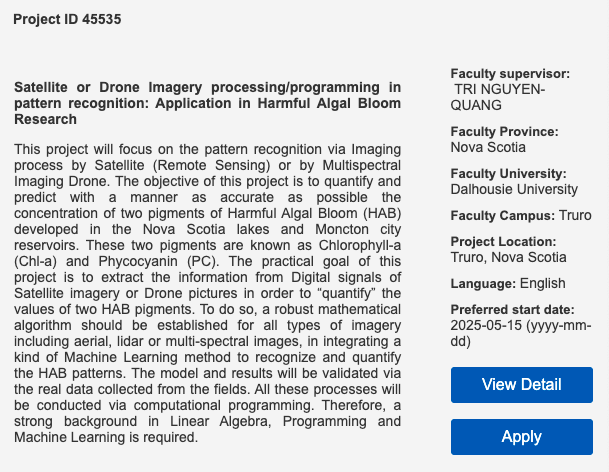 Project ID 45535
Satellite or Drone Imagery processing/programming in
pattern recognition: Application in Harmful Algal Bloom
Research
This project will focus on the pattern recognition via Imaging
process by Satellite (Remote Sensing) or by Multispectral
Imaging Drone. The objective of this project is to quantify and
predict with a manner as accurate as possible the
concentration of two pigments of Harmful Algal Bloom (HAB)
developed in the Nova Scotia lakes and Moncton city
reservoirs. These two pigments are known as Chlorophyll-a
(Chl-a) and Phycocyanin (PC). The practical goal of this
project is to extract the information from Digital signals of
Satellite imagery or Drone pictures in order to “quantify” the
values of two HAB pigments. To do so, a robust mathematical
algorithm should be established for all types of imagery
including aerial, lidar or multi-spectral images, in integrating a
kind of Machine Learning method to recognize and quantify
the HAB patterns. The model and results will be validated via
the real data collected from the fields. All these processes will
be conducted via computational programming. Therefore, a
strong background in Linear Algebra, Programming and
Machine Learning is required.
Faculty supervisor:
TRI NGUYEN-
QUANG
Faculty Province:
Nova Scotia
Faculty University:
Dalhousie University
Faculty Campus: Truro
Project Location:
Truro, Nova Scotia
Language: English
Preferred start date:
2025-05-15 (yyyy-mm-
dd)
View Detail
Apply